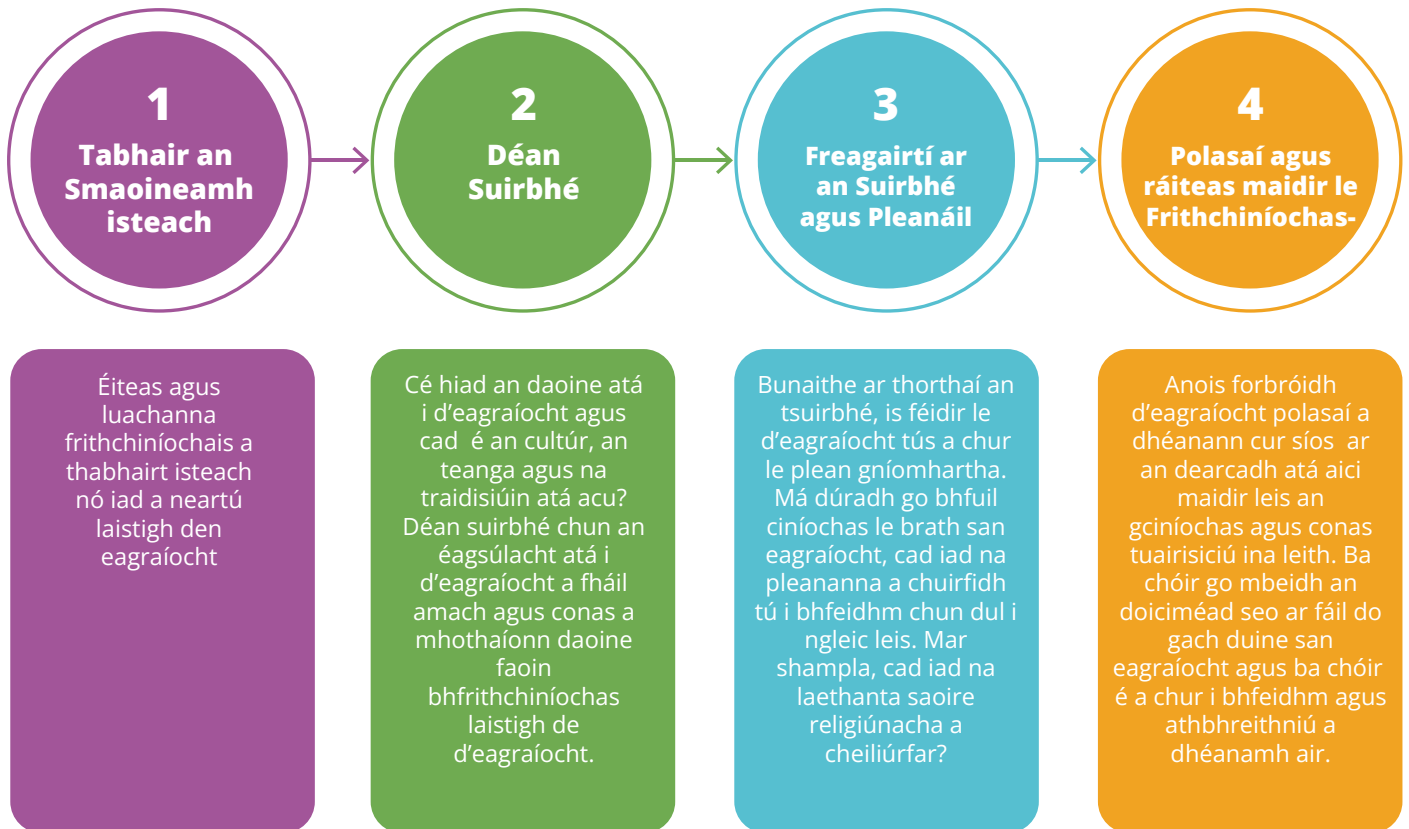 1
Tabhair an
Smaoineamh
isteach
2
Déan
Suirbhé
3
Freagairtí ar
an Suirbhé
agus Pleanáil
4
Polasaí agus
ráiteas maidir le
Frithchiníochas-
Éiteas agus
luachanna
frithchiníochais a
thabhairt isteach
nó iad a neartú
laistigh den
eagraíocht
Cé hiad an daoine atá
i d’eagraíocht agus
cad é an cultúr, an
teanga agus na
traidisiúin atá acu?
Déan suirbhé chun an
éagsúlacht atá i
d’eagraíocht a fháil
amach agus conas a
mhothaíonn daoine
faoin
bhfrithchiníochas
laistigh de
d’eagraíocht.
Bunaithe ar thorthaí an
tsuirbhé, is féidir le
d’eagraíocht tús a chur
le plean gníomhartha.
Má dúradh go bhfuil
ciníochas le brath san
eagraíocht, cad iad na
pleananna a chuirfidh
tú i bhfeidhm chun dul i
ngleic leis. Mar
shampla, cad iad na
laethanta saoire
religiúnacha a
cheiliúrfar?
Anois forbróidh
d’eagraíocht polasaí a
dhéanann cur síos ar
an dearcadh atá aici
maidir leis an
gciníochas agus conas
tuairisiciú ina leith. Ba
chóir go mbeidh an
doiciméad seo ar fáil do
gach duine san
eagraíocht agus ba chóir
é a chur i bhfeidhm agus
athbhreithniú a
dhéanamh air.